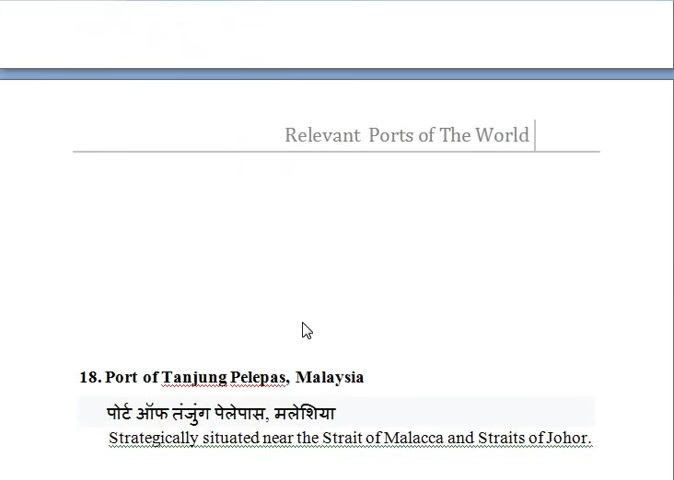 Relevant Ports of The World
18. Port of Tanjung Pelepas, Malaysia
पोर्ट ऑफ तंजुंग पेलेपास, मलेशिया
Strategically situated near the Strait of Malacca and Straits of Johor.